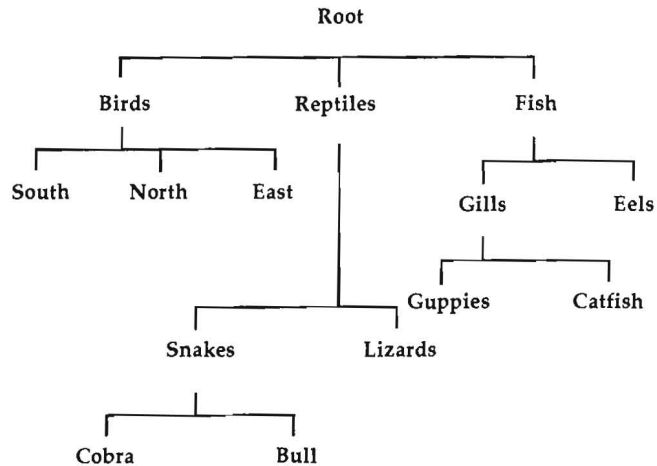 Root
Birds Reptiles Fish
South North East
Gills Eels
Guppies Catfish
Snakes Lizards
Cobra Bull